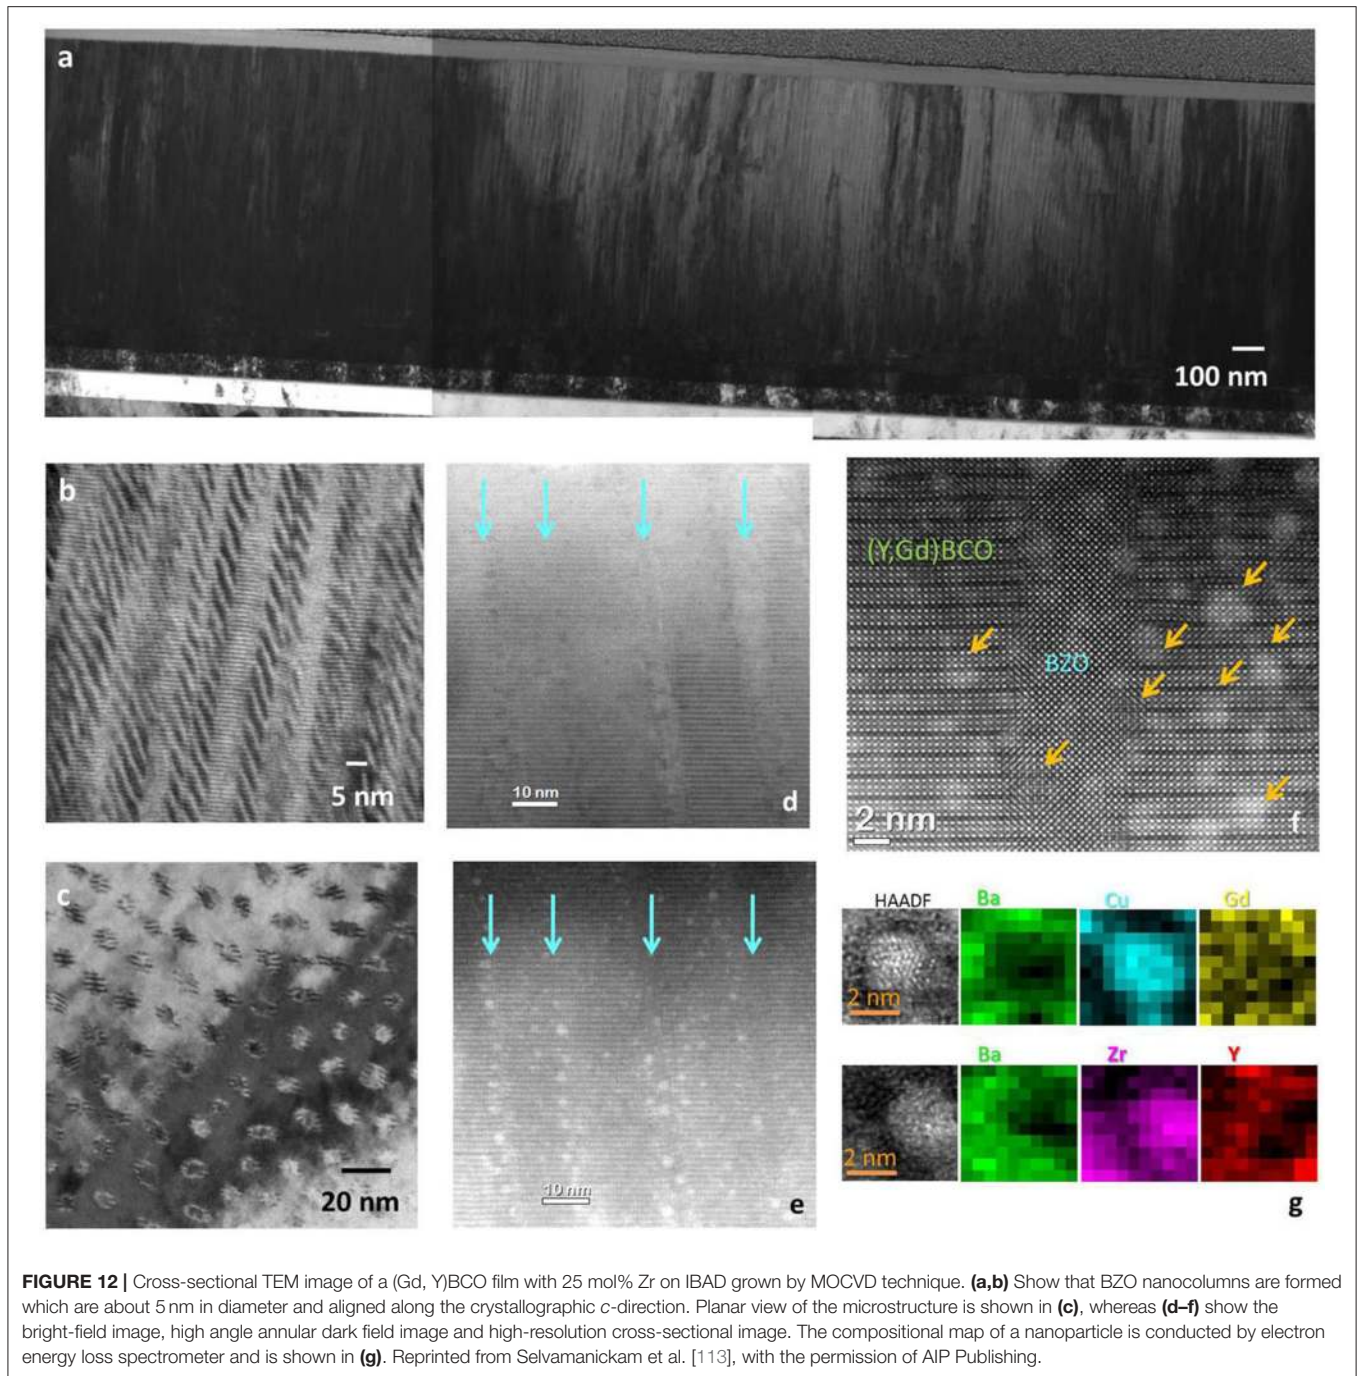 a
100 nm
b
5 nm
d
10 nm
(Y,Gd)BCO
BZO
2 nm
f
c
20 nm
e
10 nm
HAADF
Ba
Cu
Gd
2 nm
Ba
Zr
Y
2 nm
g
FIGURE 12 | Cross-sectional TEM image of a (Gd, Y)BCO film with 25 mol% Zr on IBAD grown by MOCVD technique. (a,b) Show that BZO nanocolumns are formed
which are about 5 nm in diameter and aligned along the crystallographic c-direction. Planar view of the microstructure is shown in (c), whereas (d–f) show the
bright-field image, high angle annular dark field image and high-resolution cross-sectional image. The compositional map of a nanoparticle is conducted by electron
energy loss spectrometer and is shown in (g). Reprinted from Selvamanickam et al. [113], with the permission of AIP Publishing.